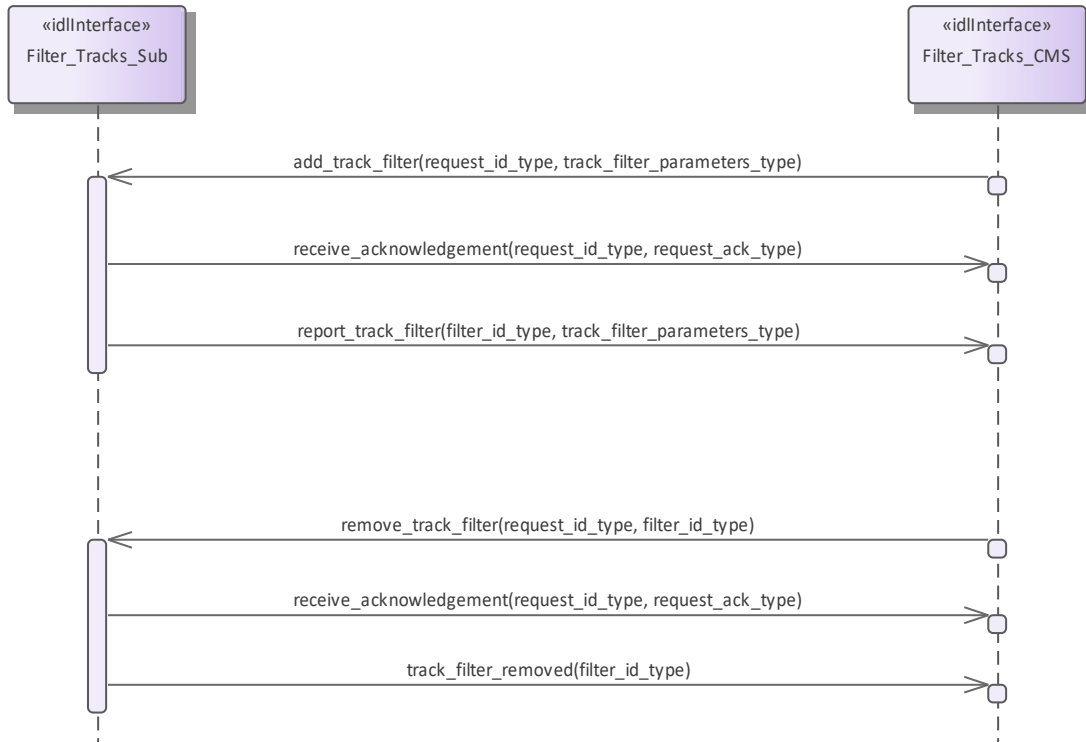 «idlInterface»
Filter_Tracks_Sub
«idlInterface»
Filter_Tracks_CMS
add_track_filter(request_id_type, track_filter_parameters_type)
receive_acknowledgement(request_id_type, request_ack_type)
report_track_filter(filter_id_type, track_filter_parameters_type)
remove_track_filter(request_id_type, filter_id_type)
receive_acknowledgement(request_id_type, request_ack_type)
track_filter_removed(filter_id_type)